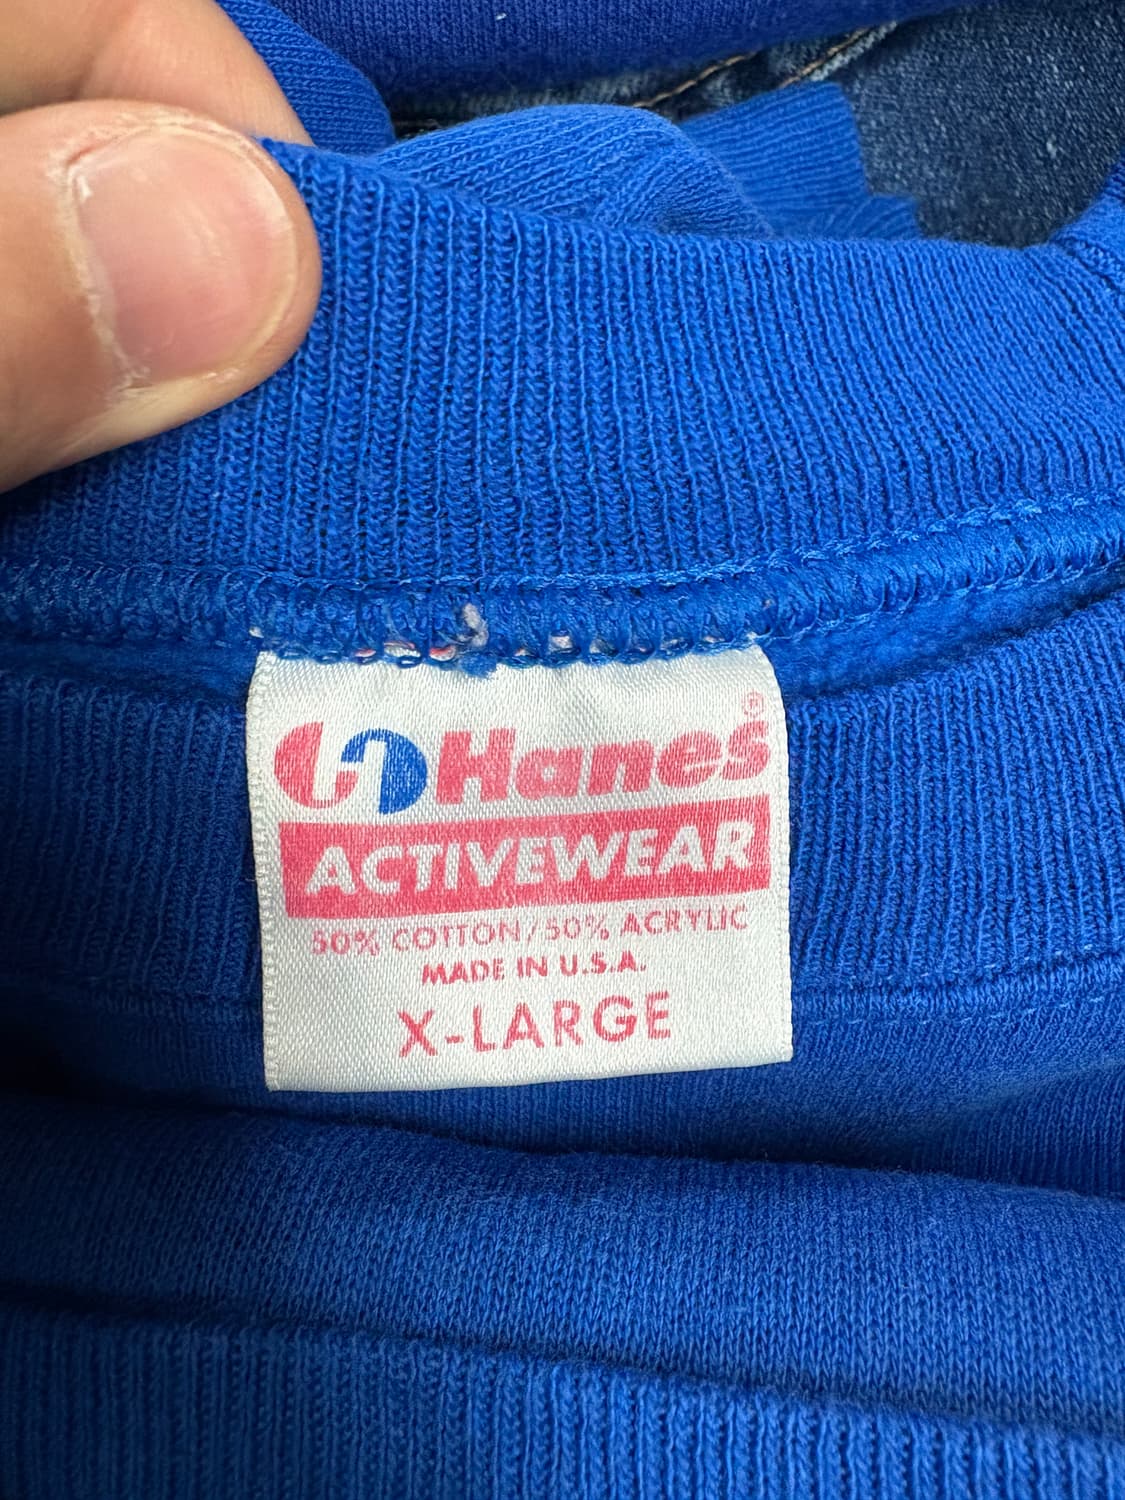 Hanes®
ACTIVEWEAR
50% COTTON/50% ACRYLIC
MADE IN U.S.A.
X-LARGE